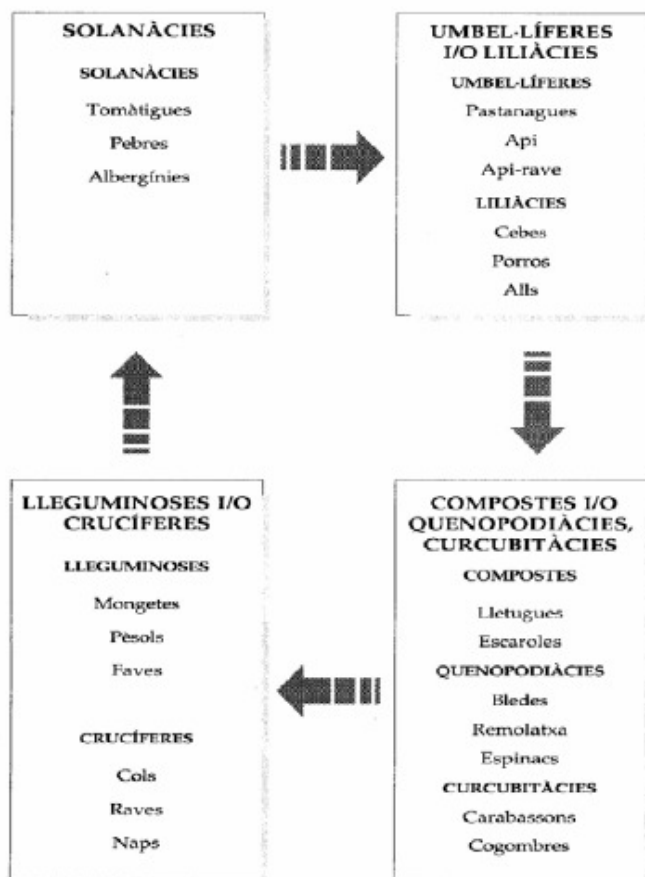 SOLANÀCIES
SOLANÀCIES
Tomàtigues
Pebres
Albergínies
UMBEL·LÍFERES
I/O LILIÀCIES
UMBEL·LÍFERES
Pastanagues
Api
Api-rave
LILIÀCIES
Cebes
Porros
Alls
LLEGUMINOSES I/O
CRUCÍFERES
LLEGUMINOSES
Mongetes
Pèsols
Faves
CRUCÍFERES
Cols
Raves
Naps
COMPOSTES I/O
QUENOPODIÀCIES,
CURCUBITÀCIES
COMPOSTES
Lletugues
Escaroles
QUENOPODIÀCIES
Bledes
Remolatxa
Espinacs
CURCUBITÀCIES
Carabassons
Cogombres